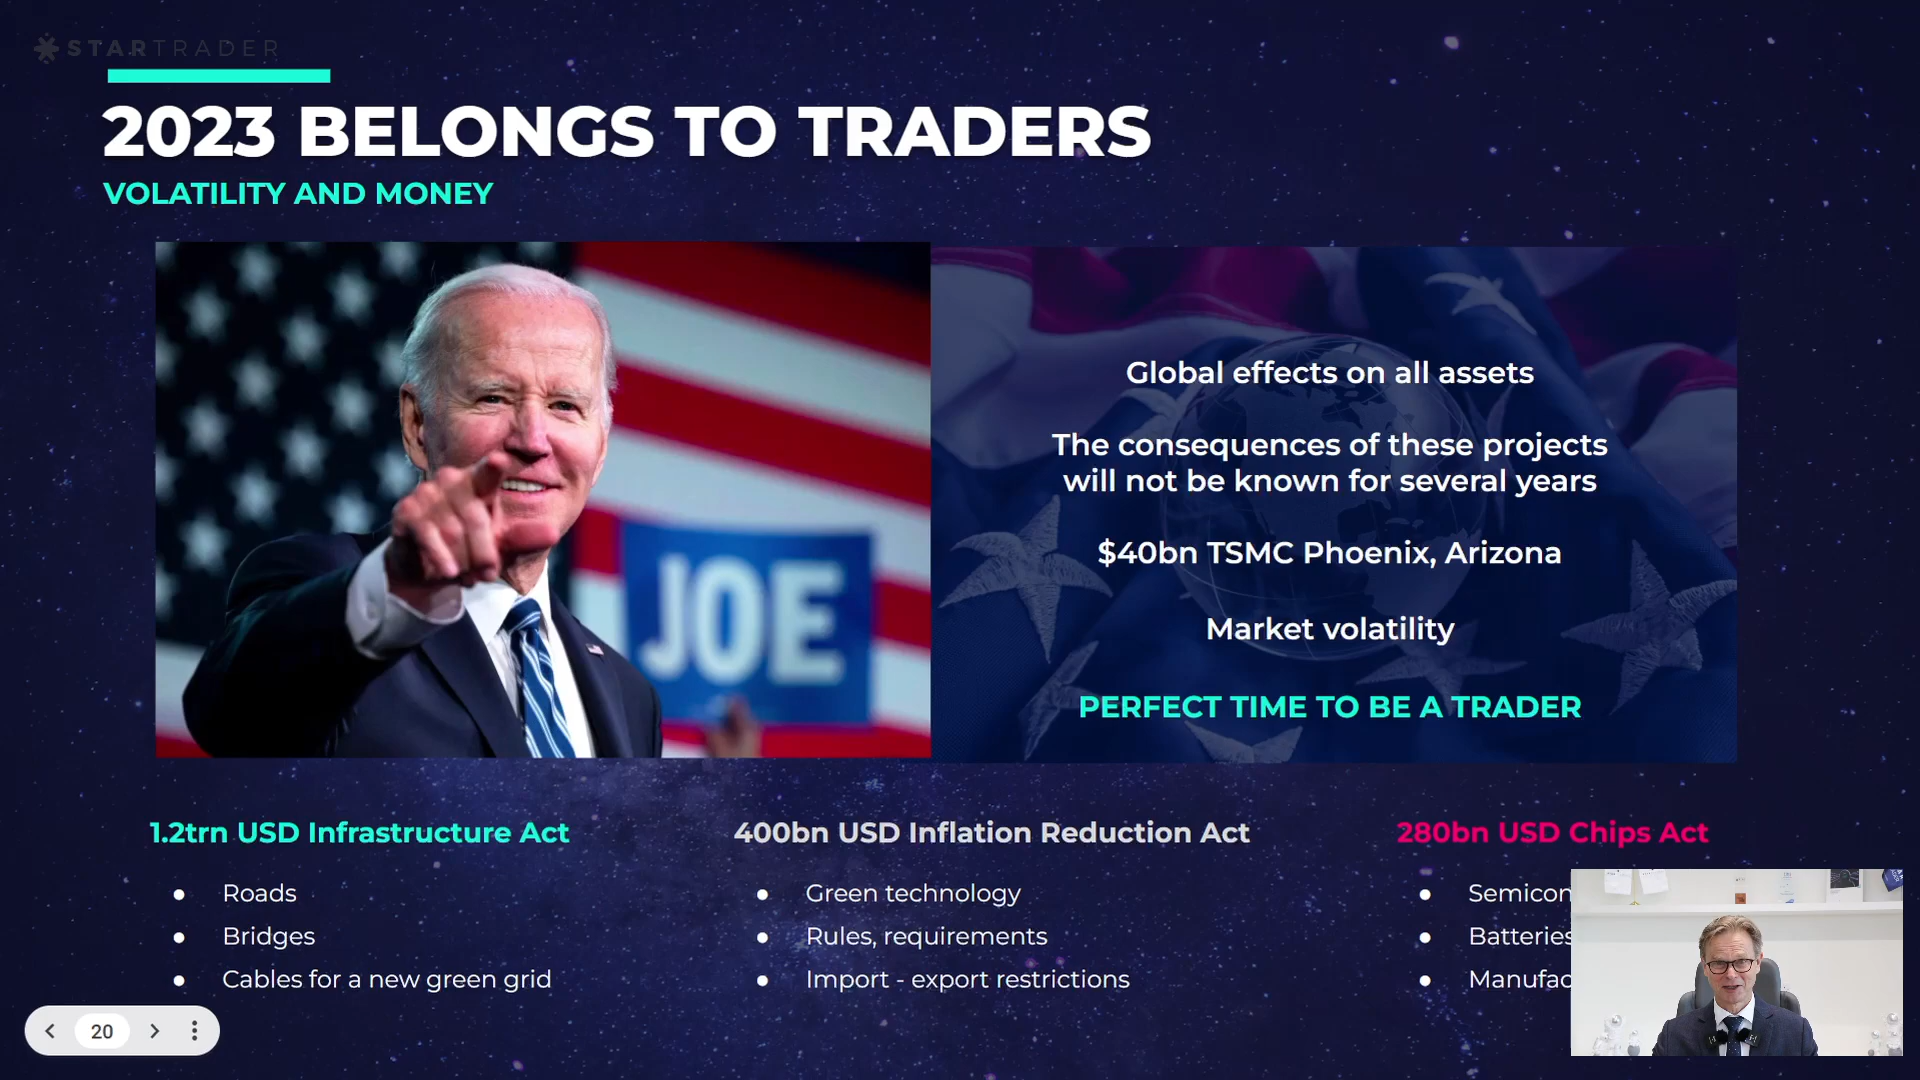 STARTRADER
2023 BELONGS TO TRADERS
VOLATILITY AND MONEY
JOE
Global effects on all assets
The consequences of these projects
will not be known for several years
$40bn TSMC Phoenix, Arizona
Market volatility
PERFECT TIME TO BE A TRADER
1.2trn USD Infrastructure Act
● Roads
● Bridges
● Cables for a new green grid
400bn USD Inflation Reduction Act
● Green technology
● Rules, requirements
● Import - export restrictions
280bn USD Chips Act
● Semicon
● Batteries
● Manufac
20